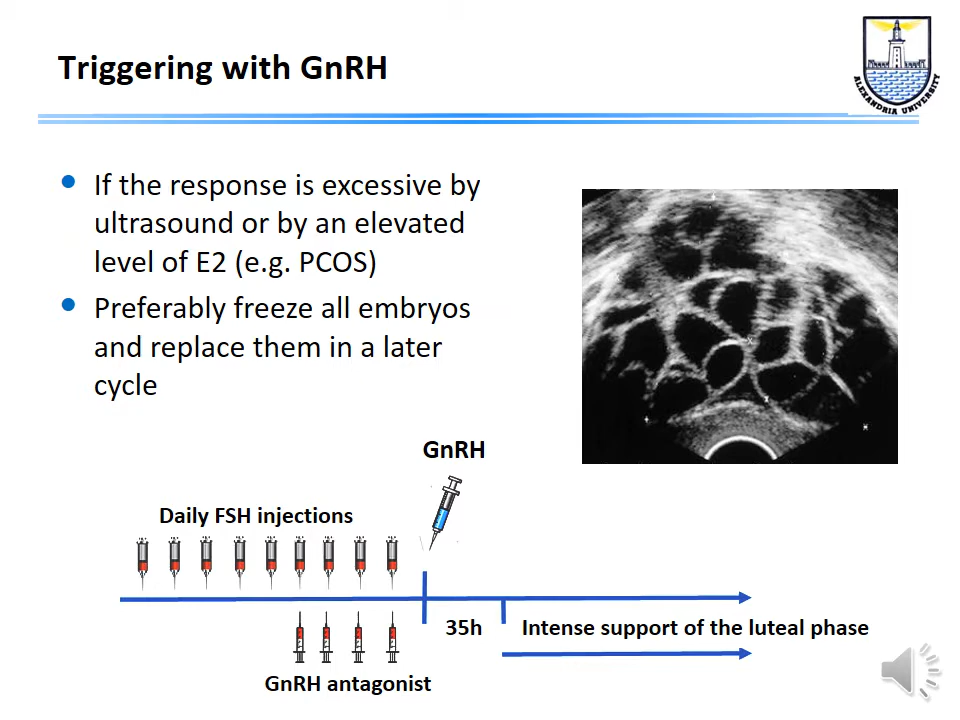 Triggering with GnRH
ALEXANDRIA UNIVERSITY
If the response is excessive by
ultrasound or by an elevated
level of E2 (e.g. PCOS)
Preferably freeze all embryos
and replace them in a later
cycle
GnRH
Daily FSH injections
35h
Intense support of the luteal phase
GnRH antagonist